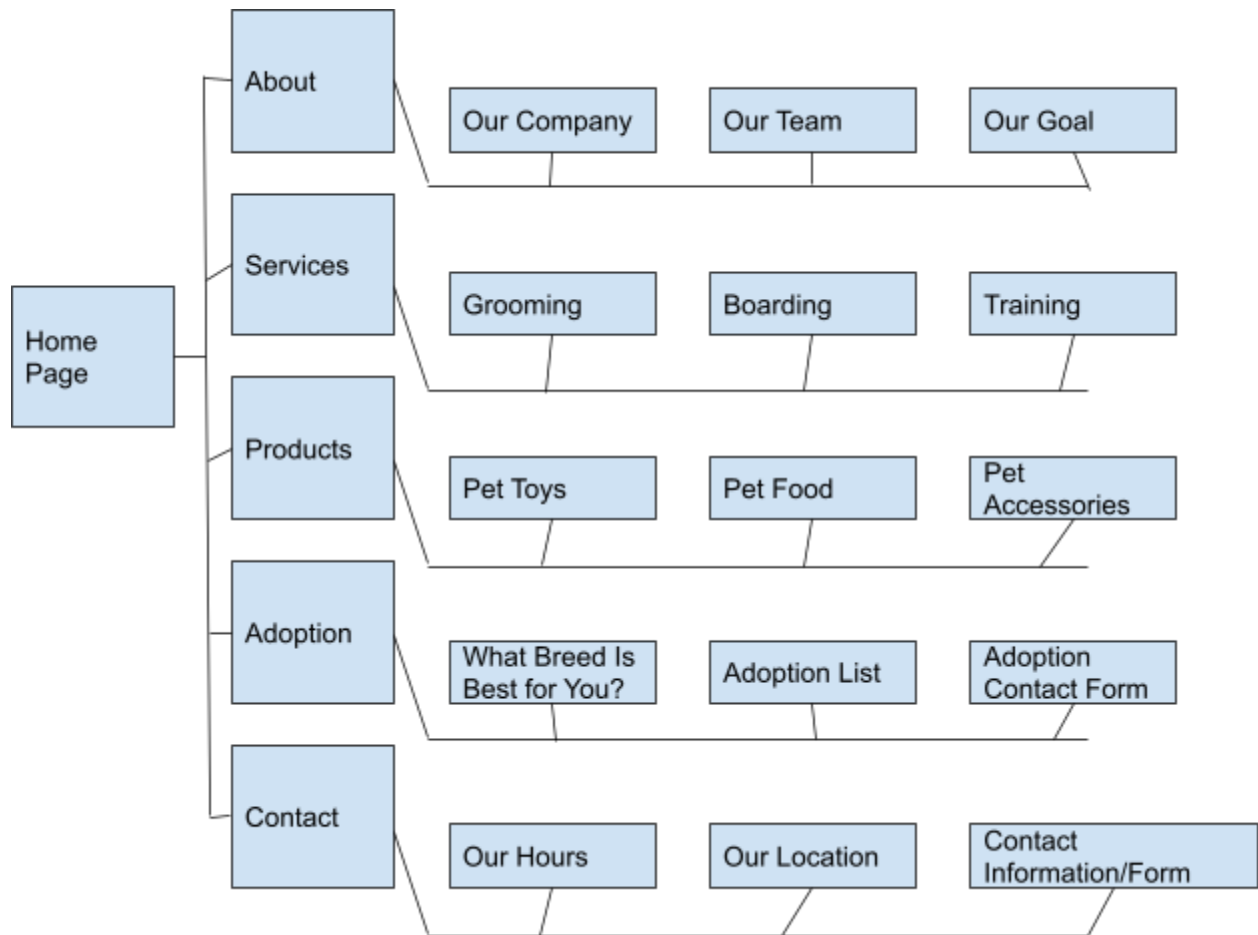 About
Our Company
Our Team
Our Goal
Services
Grooming
Boarding
Training
Home
Page
Products
Pet Toys
Pet Food
Pet
Accessories
Adoption
What Breed Is
Best for You?
Adoption List
Adoption
Contact Form
Contact
Our Hours
Our Location
Contact
Information/Form